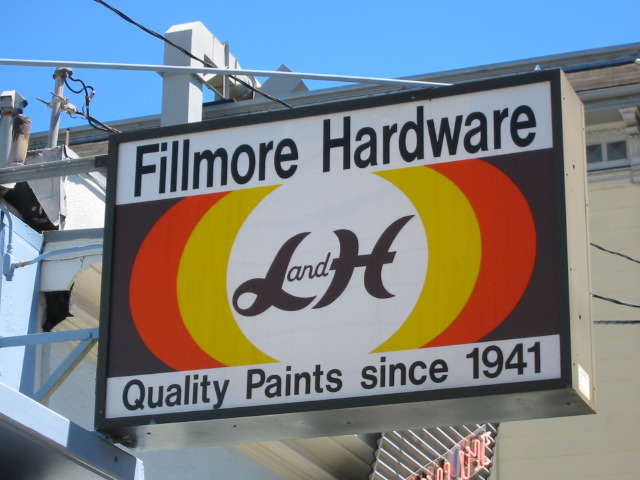 Fillmore Hardware
L and H
Quality Paints since 1941